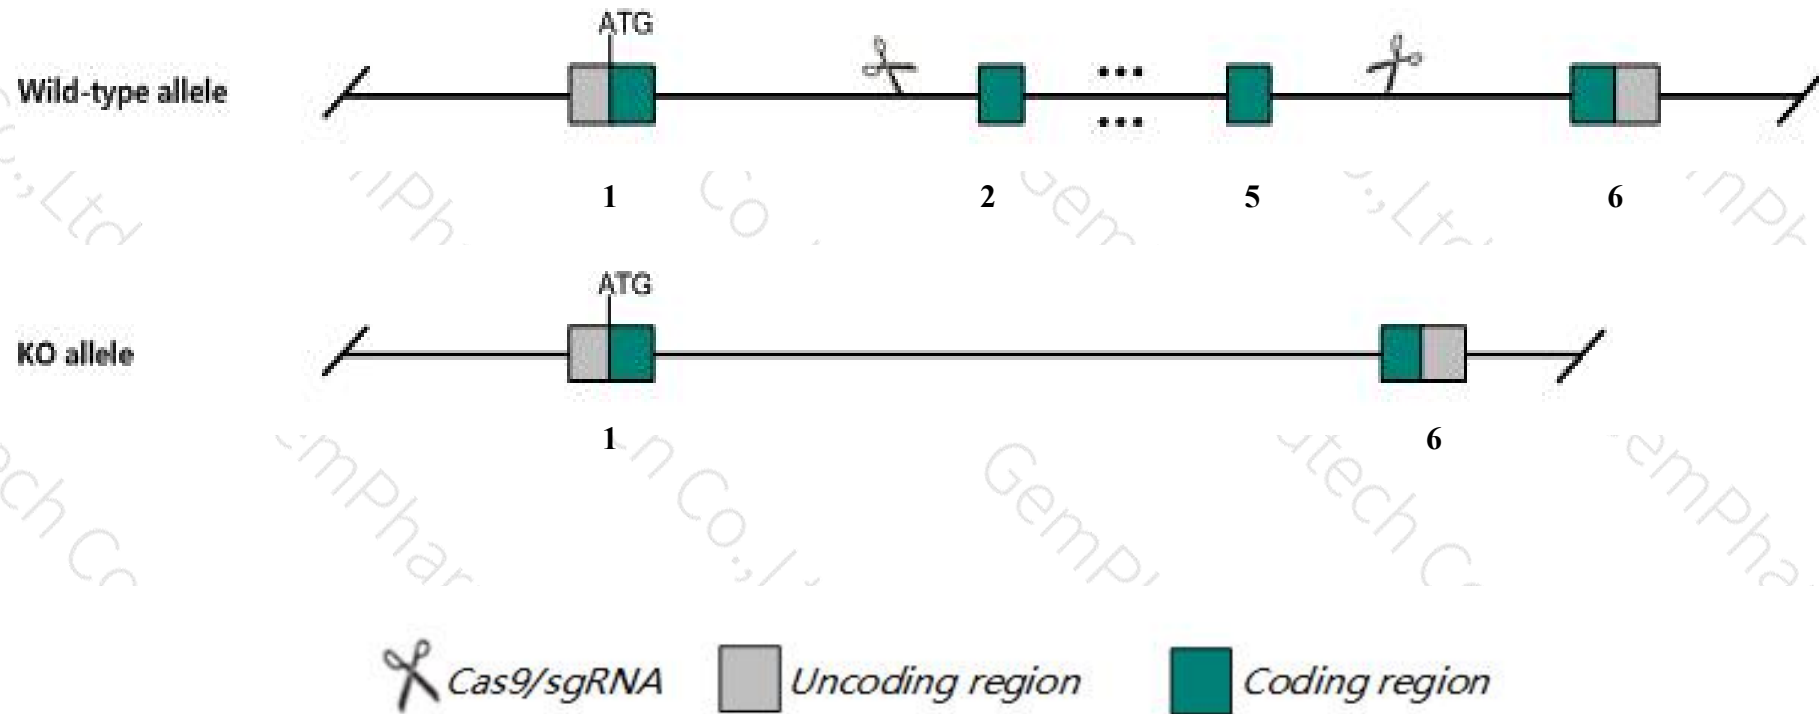 ATG
Wild-type allele
1 2 5 6
ATG
KO allele
1 6
Cas9/sgRNA Uncoding region Coding region
GemPh